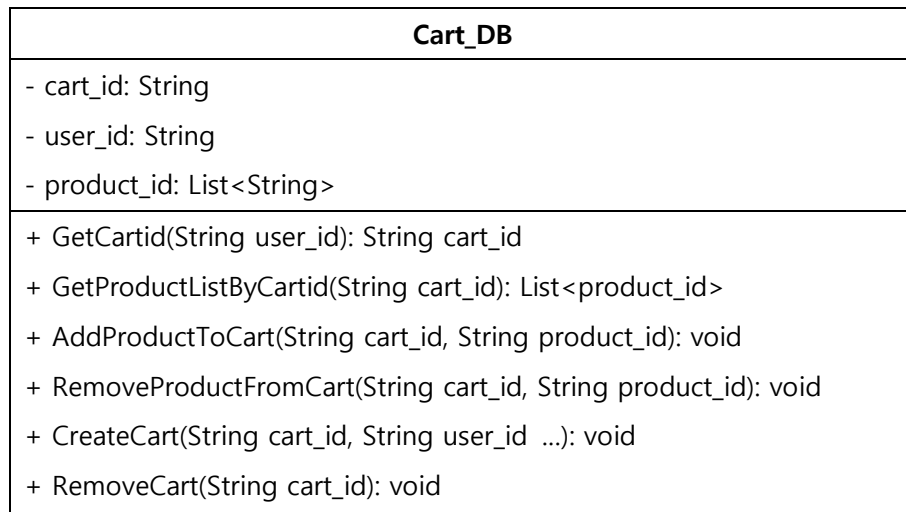 Cart_DB
- cart_id: String
- user_id: String
- product_id: List<String>
+ GetCartid(String user_id): String cart_id
+ GetProductListByCartid(String cart_id): List<product_id>
+ AddProductToCart(String cart_id, String product_id): void
+ RemoveProductFromCart(String cart_id, String product_id): void
+ CreateCart(String cart_id, String user_id ...): void
+ RemoveCart(String cart_id): void